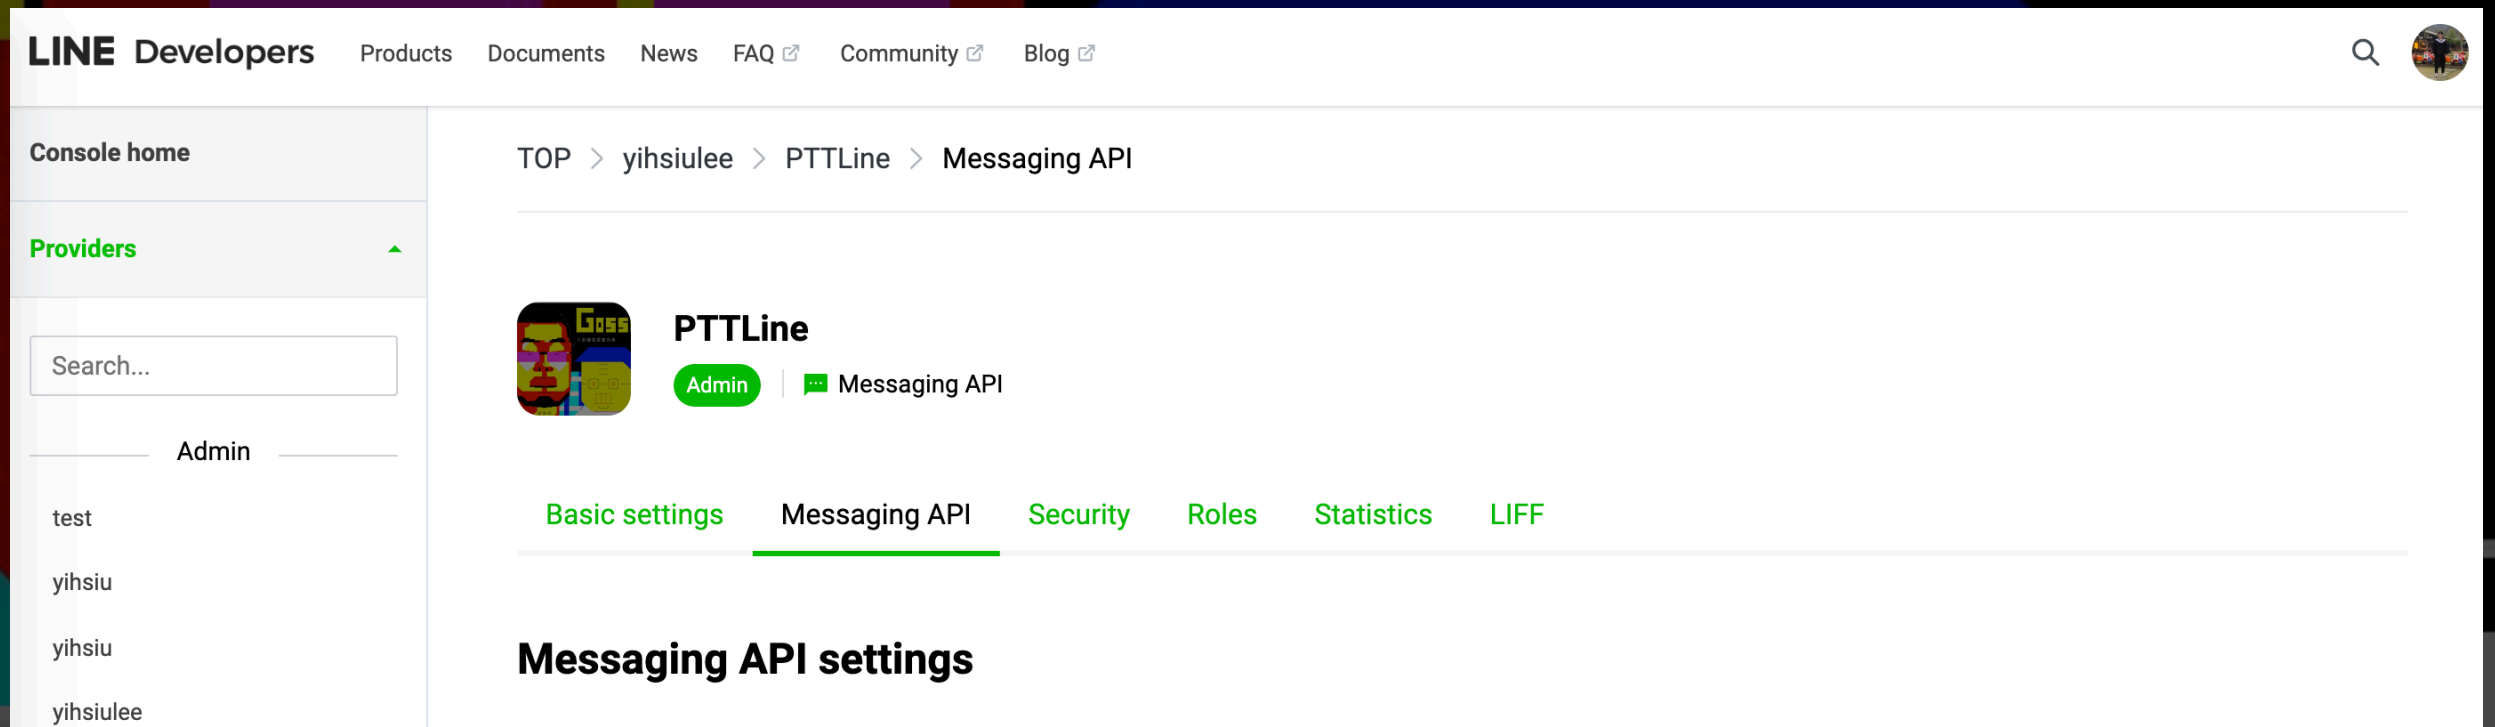 LINE Developers Products Documents News FAQ Community Blog
Console home
Providers
Search...
Admin
test
yihsiu
yihsiu
yihsiulee
TOP > yihsiulee > PTTLine > Messaging API
Goss
PTTLine
Admin Messaging API
Basic settings Messaging API Security Roles Statistics LIFF
Messaging API settings